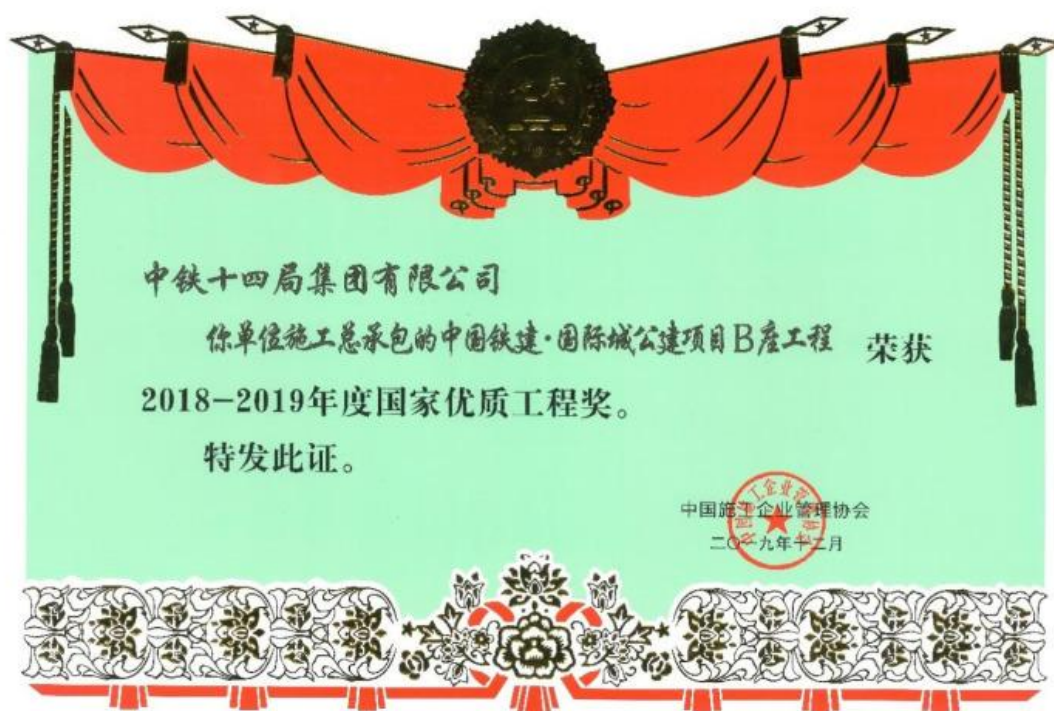 中铁十四局集团有限公司
你单位施工总承包的中国铁建·国际城公建项目B座工程 荣获
2018-2019年度国家优质工程奖。
特发此证。
中国施工企业管理协会
二〇一九年十二月